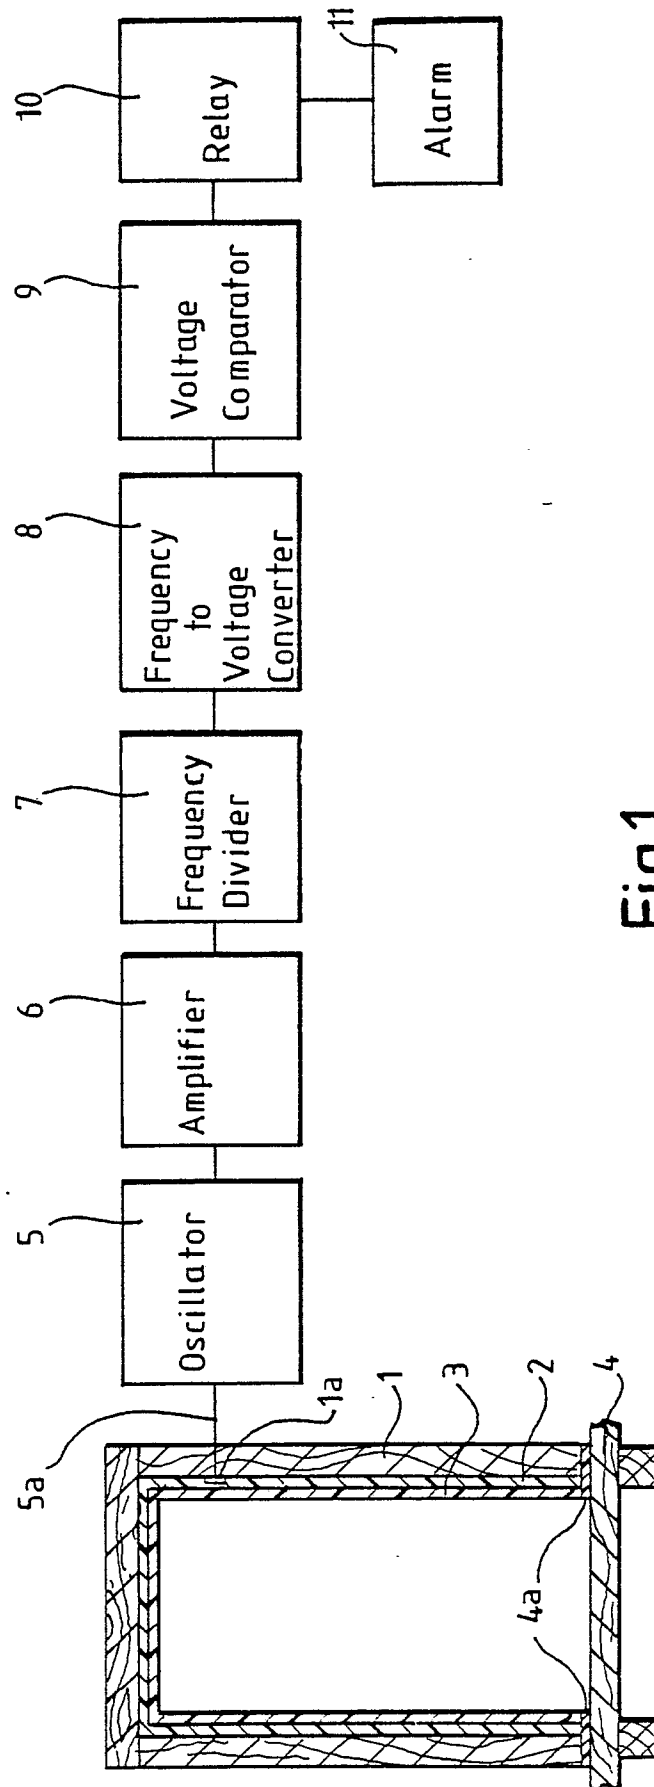 5a
5
6
7
8
9
10
11
Oscillator
Amplifier
Frequency
Divider
Frequency
to
Voltage
Converter
Voltage
Comparator
Relay
Alarm
1a
1
3
2
4
4a
Fig.1